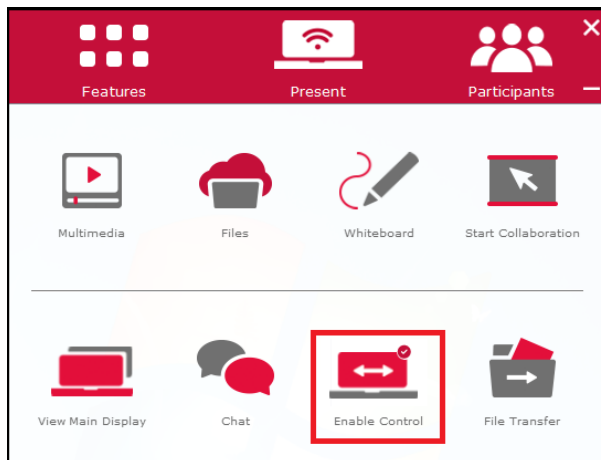 Features
Present
Participants
Multimedia
Files
Whiteboard
Start Collaboration
View Main Display
Chat
Enable Control
File Transfer